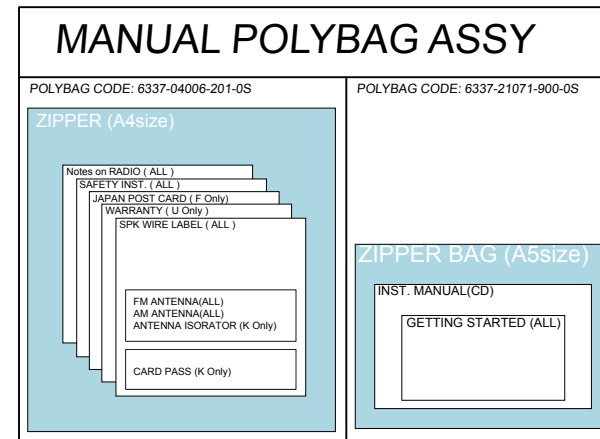 MANUAL POLYBAG ASSY
POLYBAG CODE: 6337-04006-201-0S
ZIPPER (A4size)
Notes on RADIO ( ALL )
SAFETY INST. ( ALL )
JAPAN POST CARD ( F Only)
WARRANTY ( U Only )
SPK WIRE LABEL ( ALL )
FM ANTENNA(ALL)
AM ANTENNA(ALL)
ANTENNA ISORATOR (K Only)
CARD PASS (K Only)
POLYBAG CODE: 6337-21071-900-0S
ZIPPER BAG (A5size)
INST. MANUAL(CD)
GETTING STARTED (ALL)